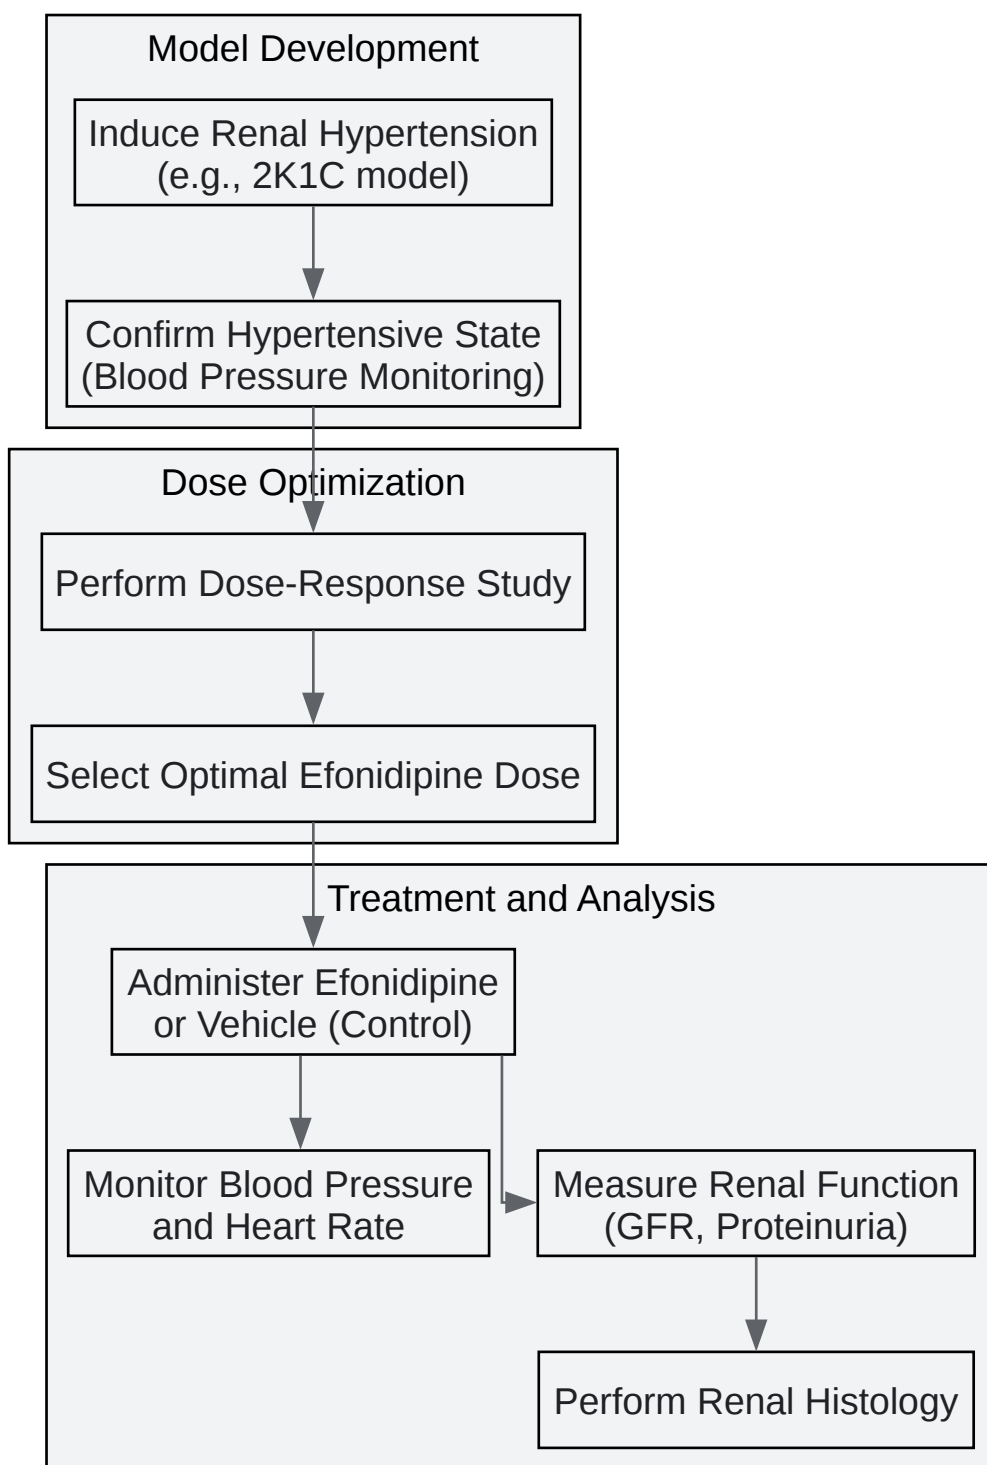 Model Development
Induce Renal Hypertension
(e.g., 2K1C model)
Confirm Hypertensive State
(Blood Pressure Monitoring)
Dose Optimization
Perform Dose-Response Study
Select Optimal Efonidipine Dose
Treatment and Analysis
Administer Efonidipine
or Vehicle (Control)
Monitor Blood Pressure
and Heart Rate
Measure Renal Function
(GFR, Proteinuria)
Perform Renal Histology